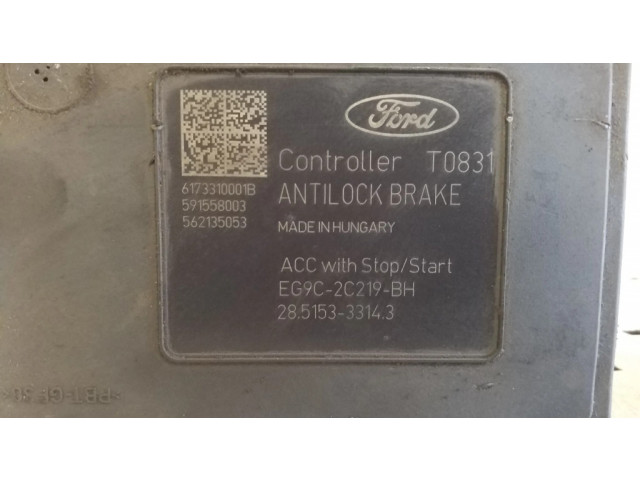 Ford
Controller T0831
6173310001B
ANTILOCK BRAKE
591558003
562135053
MADE IN HUNGARY
ACC with Stop/Start
EG9C-2C219-BH
28.5153-3314.3